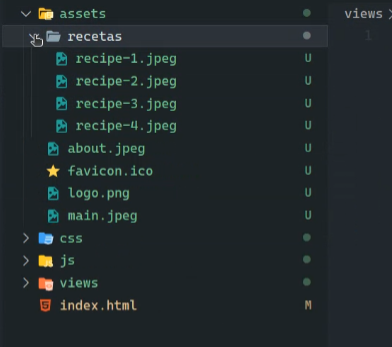 assets
views
recetas
1
recipe-1.jpeg U
recipe-2.jpeg U
recipe-3.jpeg U
recipe-4.jpeg U
about.jpeg U
favicon.ico U
logo.png U
main.jpeg U
css
js
views
index.html M